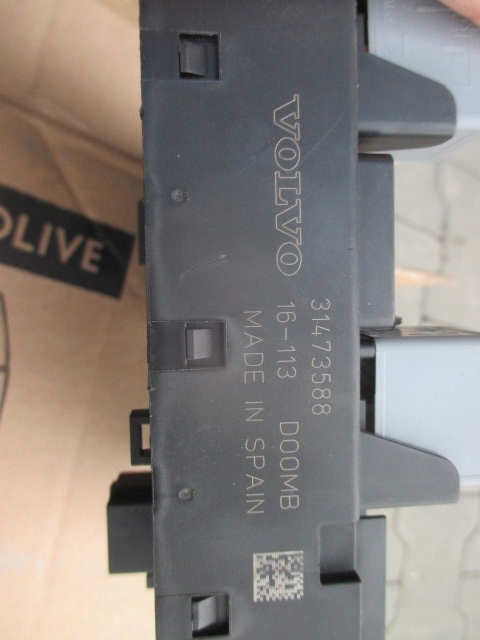 VOLVO
31473588
16-113 D00MB
MADE IN SPAIN
OLIVE